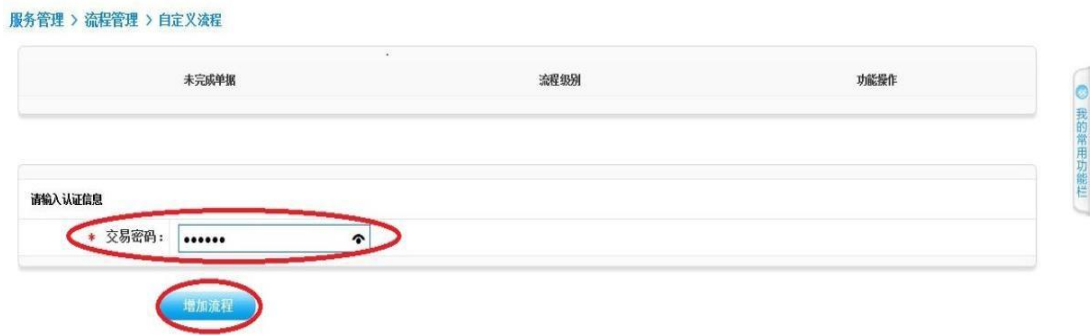 服务管理 > 流程管理 > 自定义流程
未完成单据 流程级别 功能操作
请输入认证信息
* 交易密码: ••••••
增加流程
我的常用功能栏